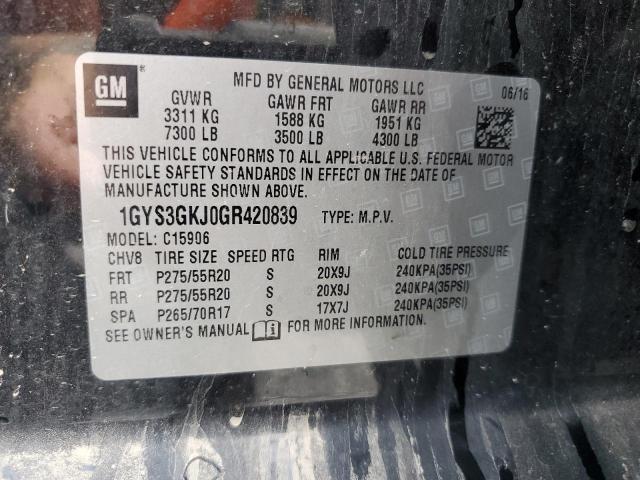 GM
MFD BY GENERAL MOTORS LLC 06/16
GVWR GAWR FRT GAWR RR
3311 KG 1588 KG 1951 KG
7300 LB 3500 LB 4300 LB
THIS VEHICLE CONFORMS TO ALL APPLICABLE U.S. FEDERAL MOTOR
VEHICLE SAFETY STANDARDS IN EFFECT ON THE DATE OF
MANUFACTURE SHOWN ABOVE.
1GYS3GKJ0GR420839 TYPE: M.P.V.
MODEL: C15906
CHV8 TIRE SIZE SPEED RTG RIM COLD TIRE PRESSURE
FRT P275/55R20 S 20X9J 240KPA(35PSI)
RR P275/55R20 S 20X9J 240KPA(35PSI)
SPA P265/70R17 S 17X7J 240KPA(35PSI)
SEE OWNER'S MANUAL FOR MORE INFORMATION.